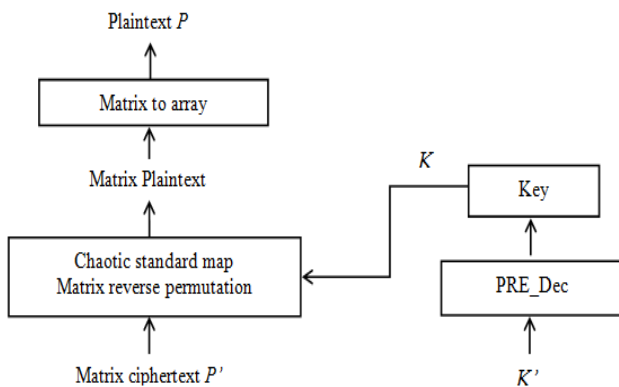 Plaintext P
Matrix to array
Matrix Plaintext
K
Key
Chaotic standard map
Matrix reverse permutation
PRE_Dec
Matrix ciphertext P'
K'